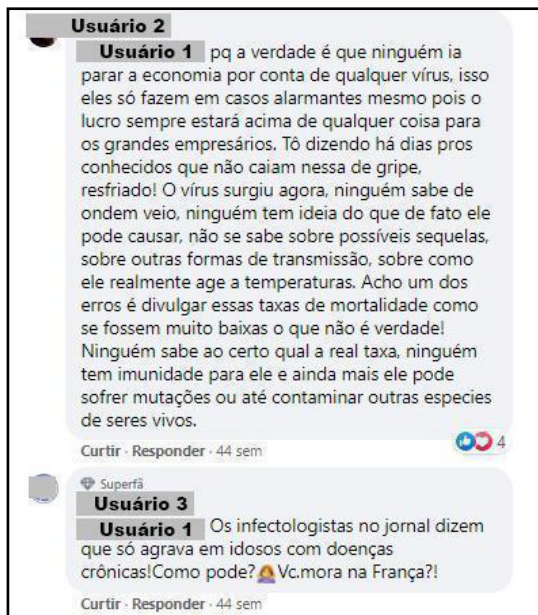 Usuário 2
Usuário 1 pq a verdade é que ninguém ia
parar a economia por conta de qualquer vírus, isso
eles só fazem em casos alarmantes mesmo pois o
lucro sempre estará acima de qualquer coisa para
os grandes empresários. Tô dizendo há dias pros
conhecidos que não caiam nessa de gripe,
resfriado! O vírus surgiu agora, ninguém sabe de
ondem veio, ninguém tem ideia do que de fato ele
pode causar, não se sabe sobre possíveis sequelas,
sobre outras formas de transmissão, sobre como
ele realmente age a temperaturas. Acho um dos
erros é divulgar essas taxas de mortalidade como
se fossem muito baixas o que não é verdade!
Ninguém sabe ao certo qual a real taxa, ninguém
tem imunidade para ele e ainda mais ele pode
sofrer mutações ou até contaminar outras especies
de seres vivos.
4
Curtir · Responder · 44 sem
Superfã
Usuário 3
Usuário 1 Os infectologistas no jornal dizem
que só agrava em idosos com doenças
crônicas!Como pode?🤷‍♀️Vc.mora na França?!
Curtir · Responder · 44 sem